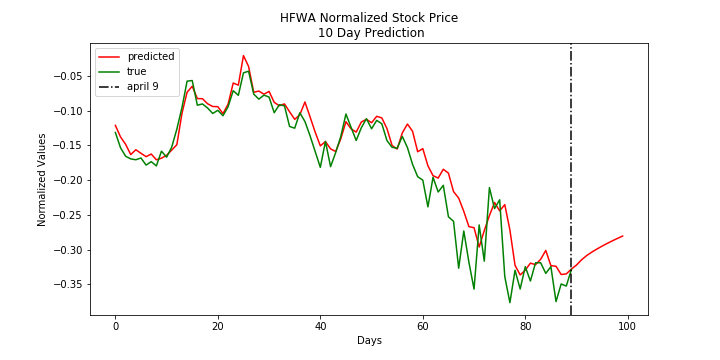 HFWA Normalized Stock Price
10 Day Prediction
predicted
true
april 9
−0.05
−0.10
−0.15
−0.20
−0.25
−0.30
−0.35
Normalized Values
0
20
40
60
80
100
Days